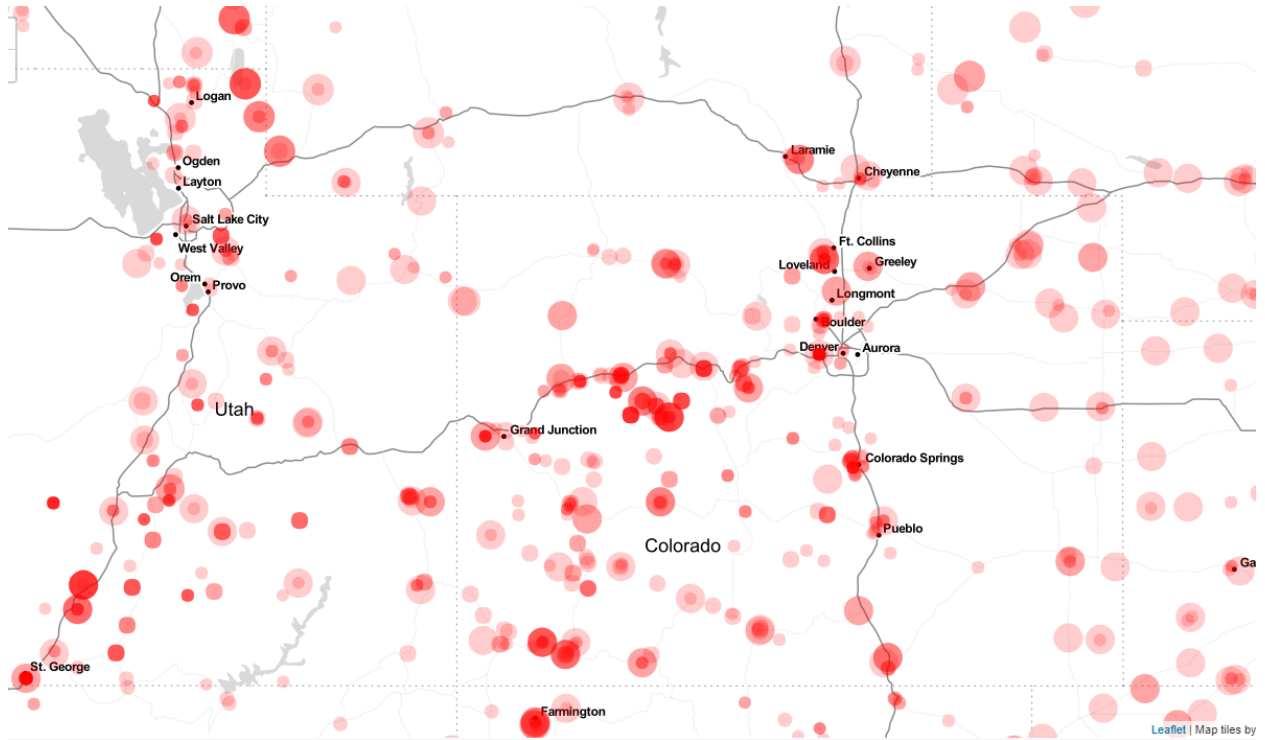 Logan
Ogden
Layton
Laramie
Cheyenne
Salt Lake City
West Valley
Ft. Collins
Loveland
Greeley
Orem
Provo
Longmont
Boulder
Denver
Aurora
Utah
Grand Junction
Colorado Springs
Pueblo
Colorado
Ga
St. George
Farmington
Leaflet | Map tiles by